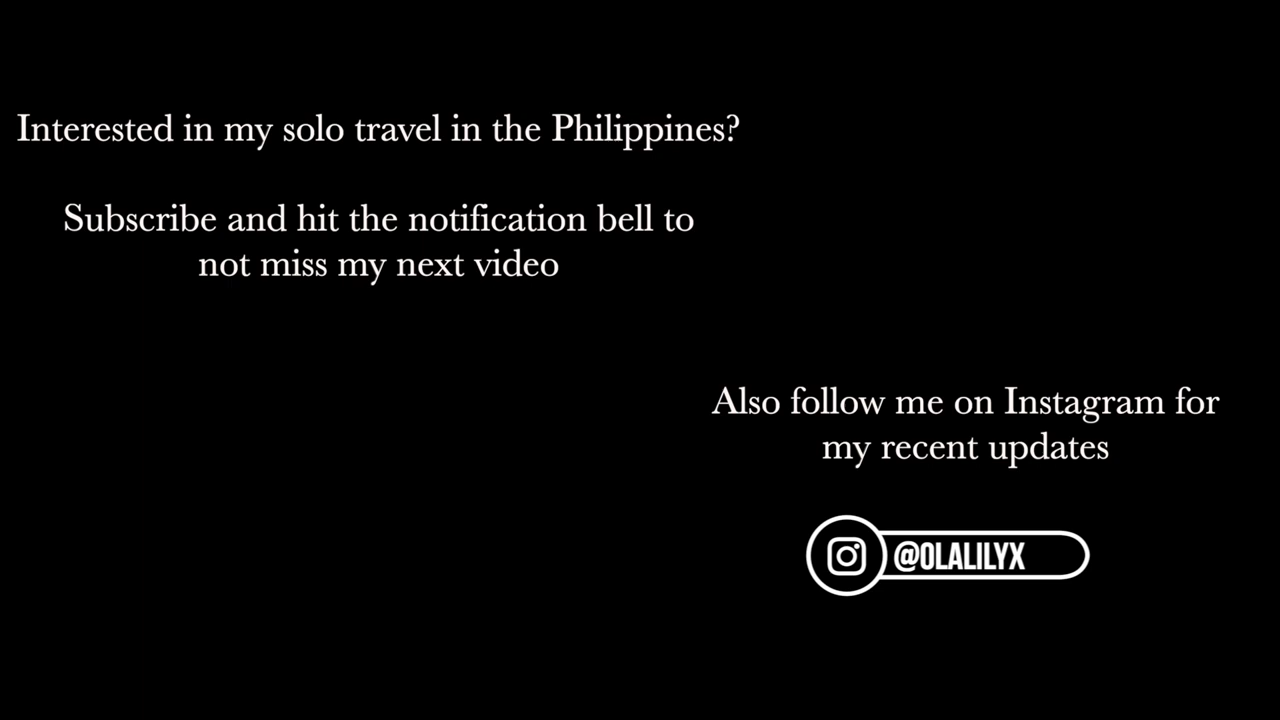 Interested in my solo travel in the Philippines?
Subscribe and hit the notification bell to
not miss my next video
Also follow me on Instagram for
my recent updates
@OLALILYX